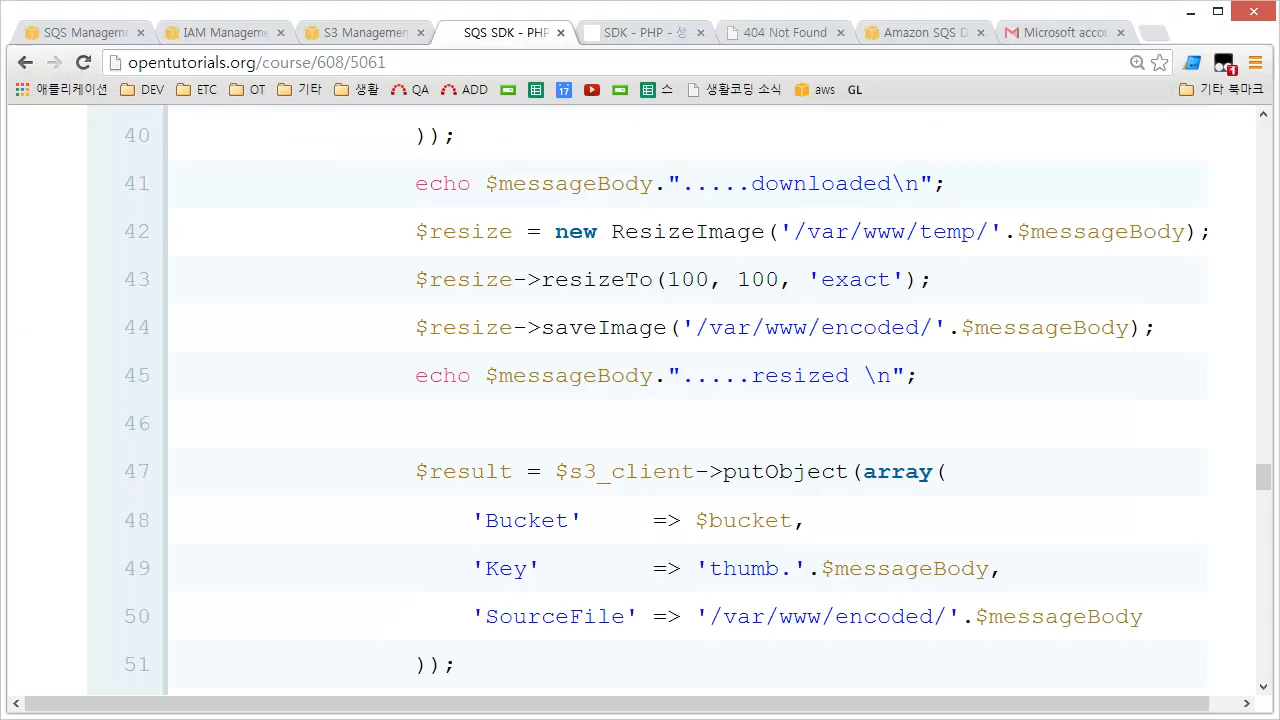 SQS Manageme
IAM Manageme
S3 Managemen
SQS SDK - PHP
SDK - PHP - 생
404 Not Found
Amazon SQS D
Microsoft accou
opentutorials.org/course/608/5061
애플리케이션 DEV ETC OT 기타 생활 QA ADD 17 스 생활코딩 소식 aws GL 기타 북마크
1
40 ));
41 echo $messageBody.".....downloaded\n";
42 $resize = new ResizeImage('/var/www/temp/'.$messageBody);
43 $resize->resizeTo(100, 100, 'exact');
44 $resize->saveImage('/var/www/encoded/'.$messageBody);
45 echo $messageBody.".....resized \n";
46
47 $result = $s3_client->putObject(array(
48 'Bucket' => $bucket,
49 'Key' => 'thumb.'.$messageBody,
50 'SourceFile' => '/var/www/encoded/'.$messageBody
51 ));